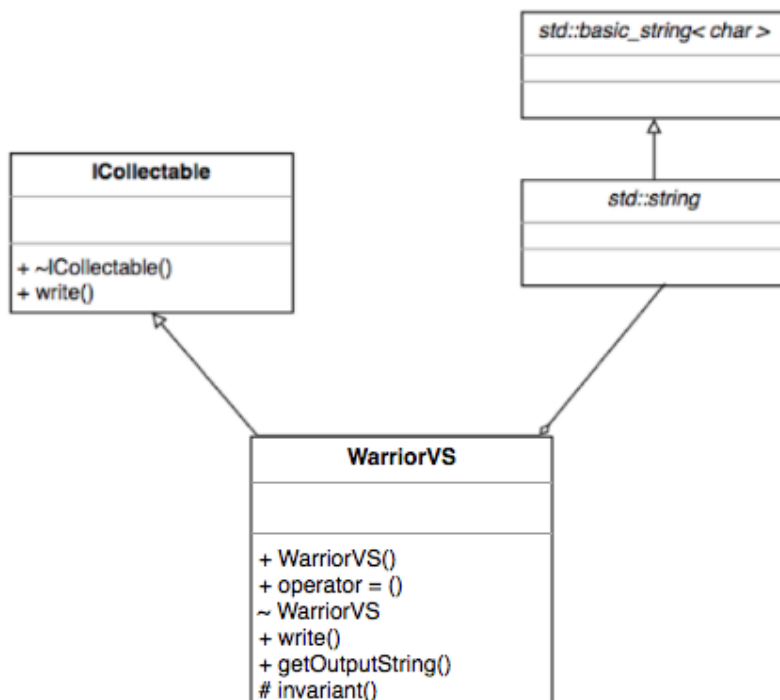 std::basic_string< char >
std::string
ICollectable
+ ~ICollectable()
+ write()
WarriorVS
+ WarriorVS()
+ operator = ()
~ WarriorVS
+ write()
+ getOutputString()
# invariant()